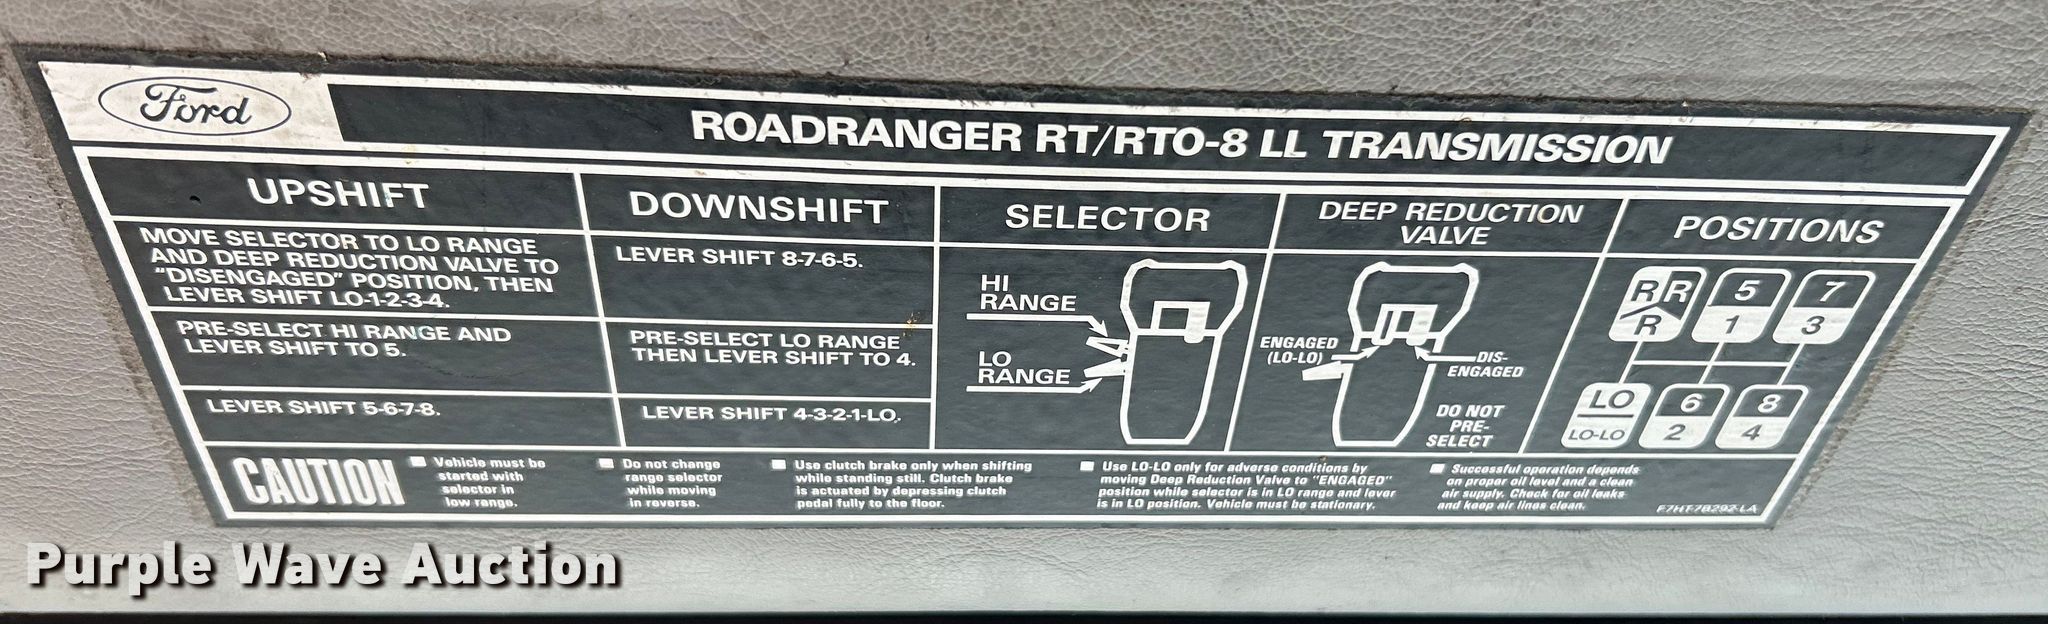 Ford
ROADRANGER RT/RTO-8 LL TRANSMISSION
UPSHIFT
MOVE SELECTOR TO LO RANGE
AND DEEP REDUCTION VALVE TO
"DISENGAGED" POSITION, THEN
LEVER SHIFT LO-1-2-3-4.
PRE-SELECT HI RANGE AND
LEVER SHIFT TO 5.
LEVER SHIFT 5-6-7-8.
DOWNSHIFT
LEVER SHIFT 8-7-6-5.
PRE-SELECT LO RANGE
THEN LEVER SHIFT TO 4.
LEVER SHIFT 4-3-2-1-LO.
SELECTOR
HI
RANGE
LO
RANGE
DEEP REDUCTION
VALVE
ENGAGED
(LO-LO)
DIS-
ENGAGED
DO NOT
PRE-
SELECT
POSITIONS
R R 5 7
R 1 3
LO 6 8
LO-LO 2 4
CAUTION
Vehicle must be
started with
selector in
low range.
Do not change
range selector
while moving
in reverse.
Use clutch brake only when shifting
while standing still. Clutch brake
is actuated by depressing clutch
pedal fully to the floor.
Use LO-LO only for adverse conditions by
moving Deep Reduction Valve to "ENGAGED"
position while selector is in LO range and lever
is in LO position. Vehicle must be stationary.
Successful operation depends
on proper oil level and a clean
air supply. Check for oil leaks
and keep air lines clean.
F7HT-7B292-LA
Purple Wave Auction